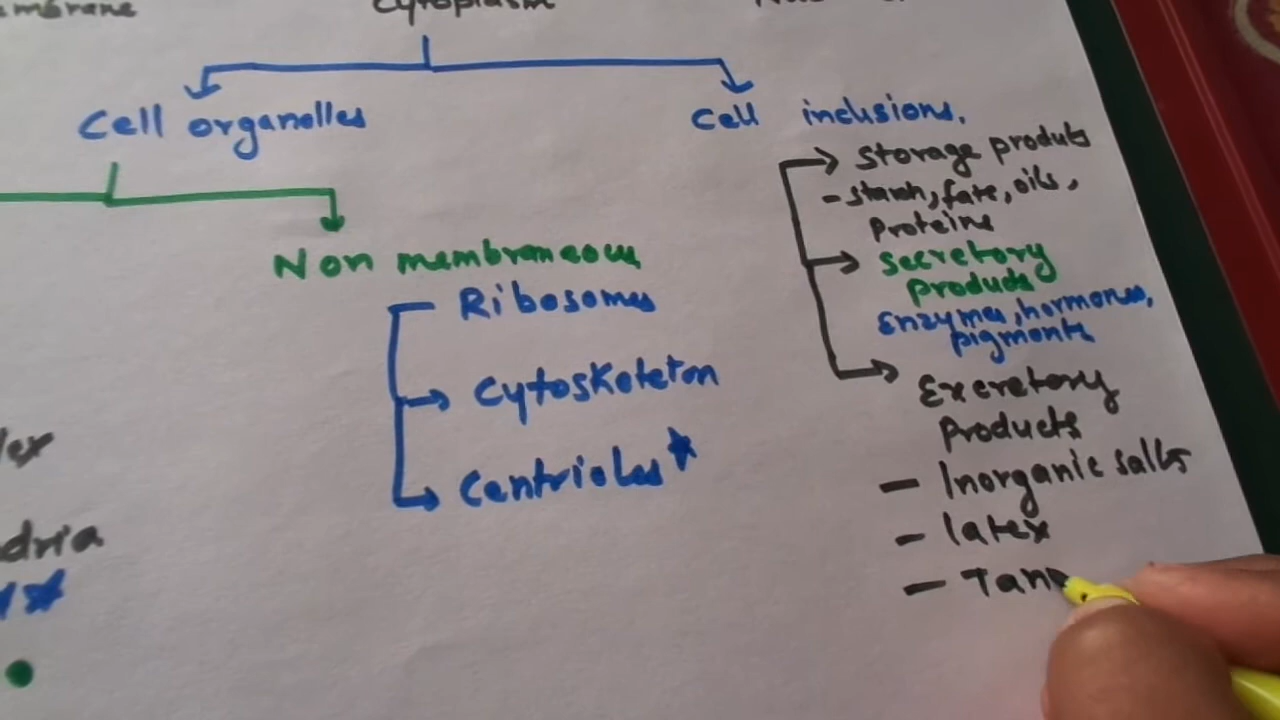 Cytoplasm
Cell organelles
Cell inclusions.
Storage produts
- starch, fats, oils,
Proteins
Secretory
Products
Enzymes, hormones,
pigments
Excretory
Products
- Inorganic salts
- latex
- Tann
Non membraneous
Ribosomes
Cytoskeleton
Centrioles*